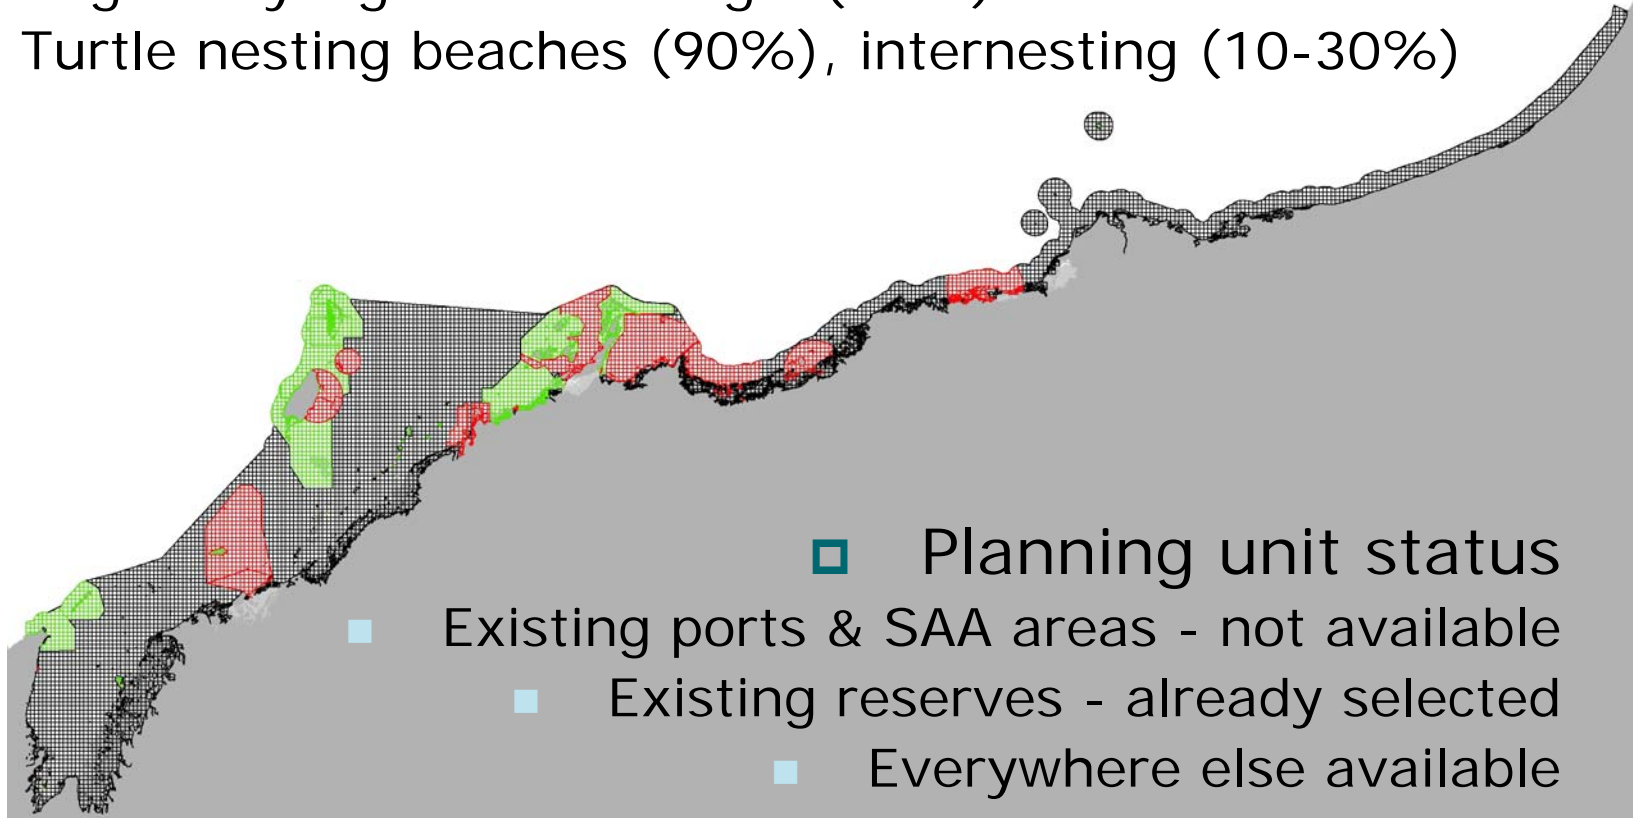 Turtle nesting beaches (90%), internesting (10-30%)
Planning unit status
Existing ports & SAA areas - not available
Existing reserves - already selected
Everywhere else available